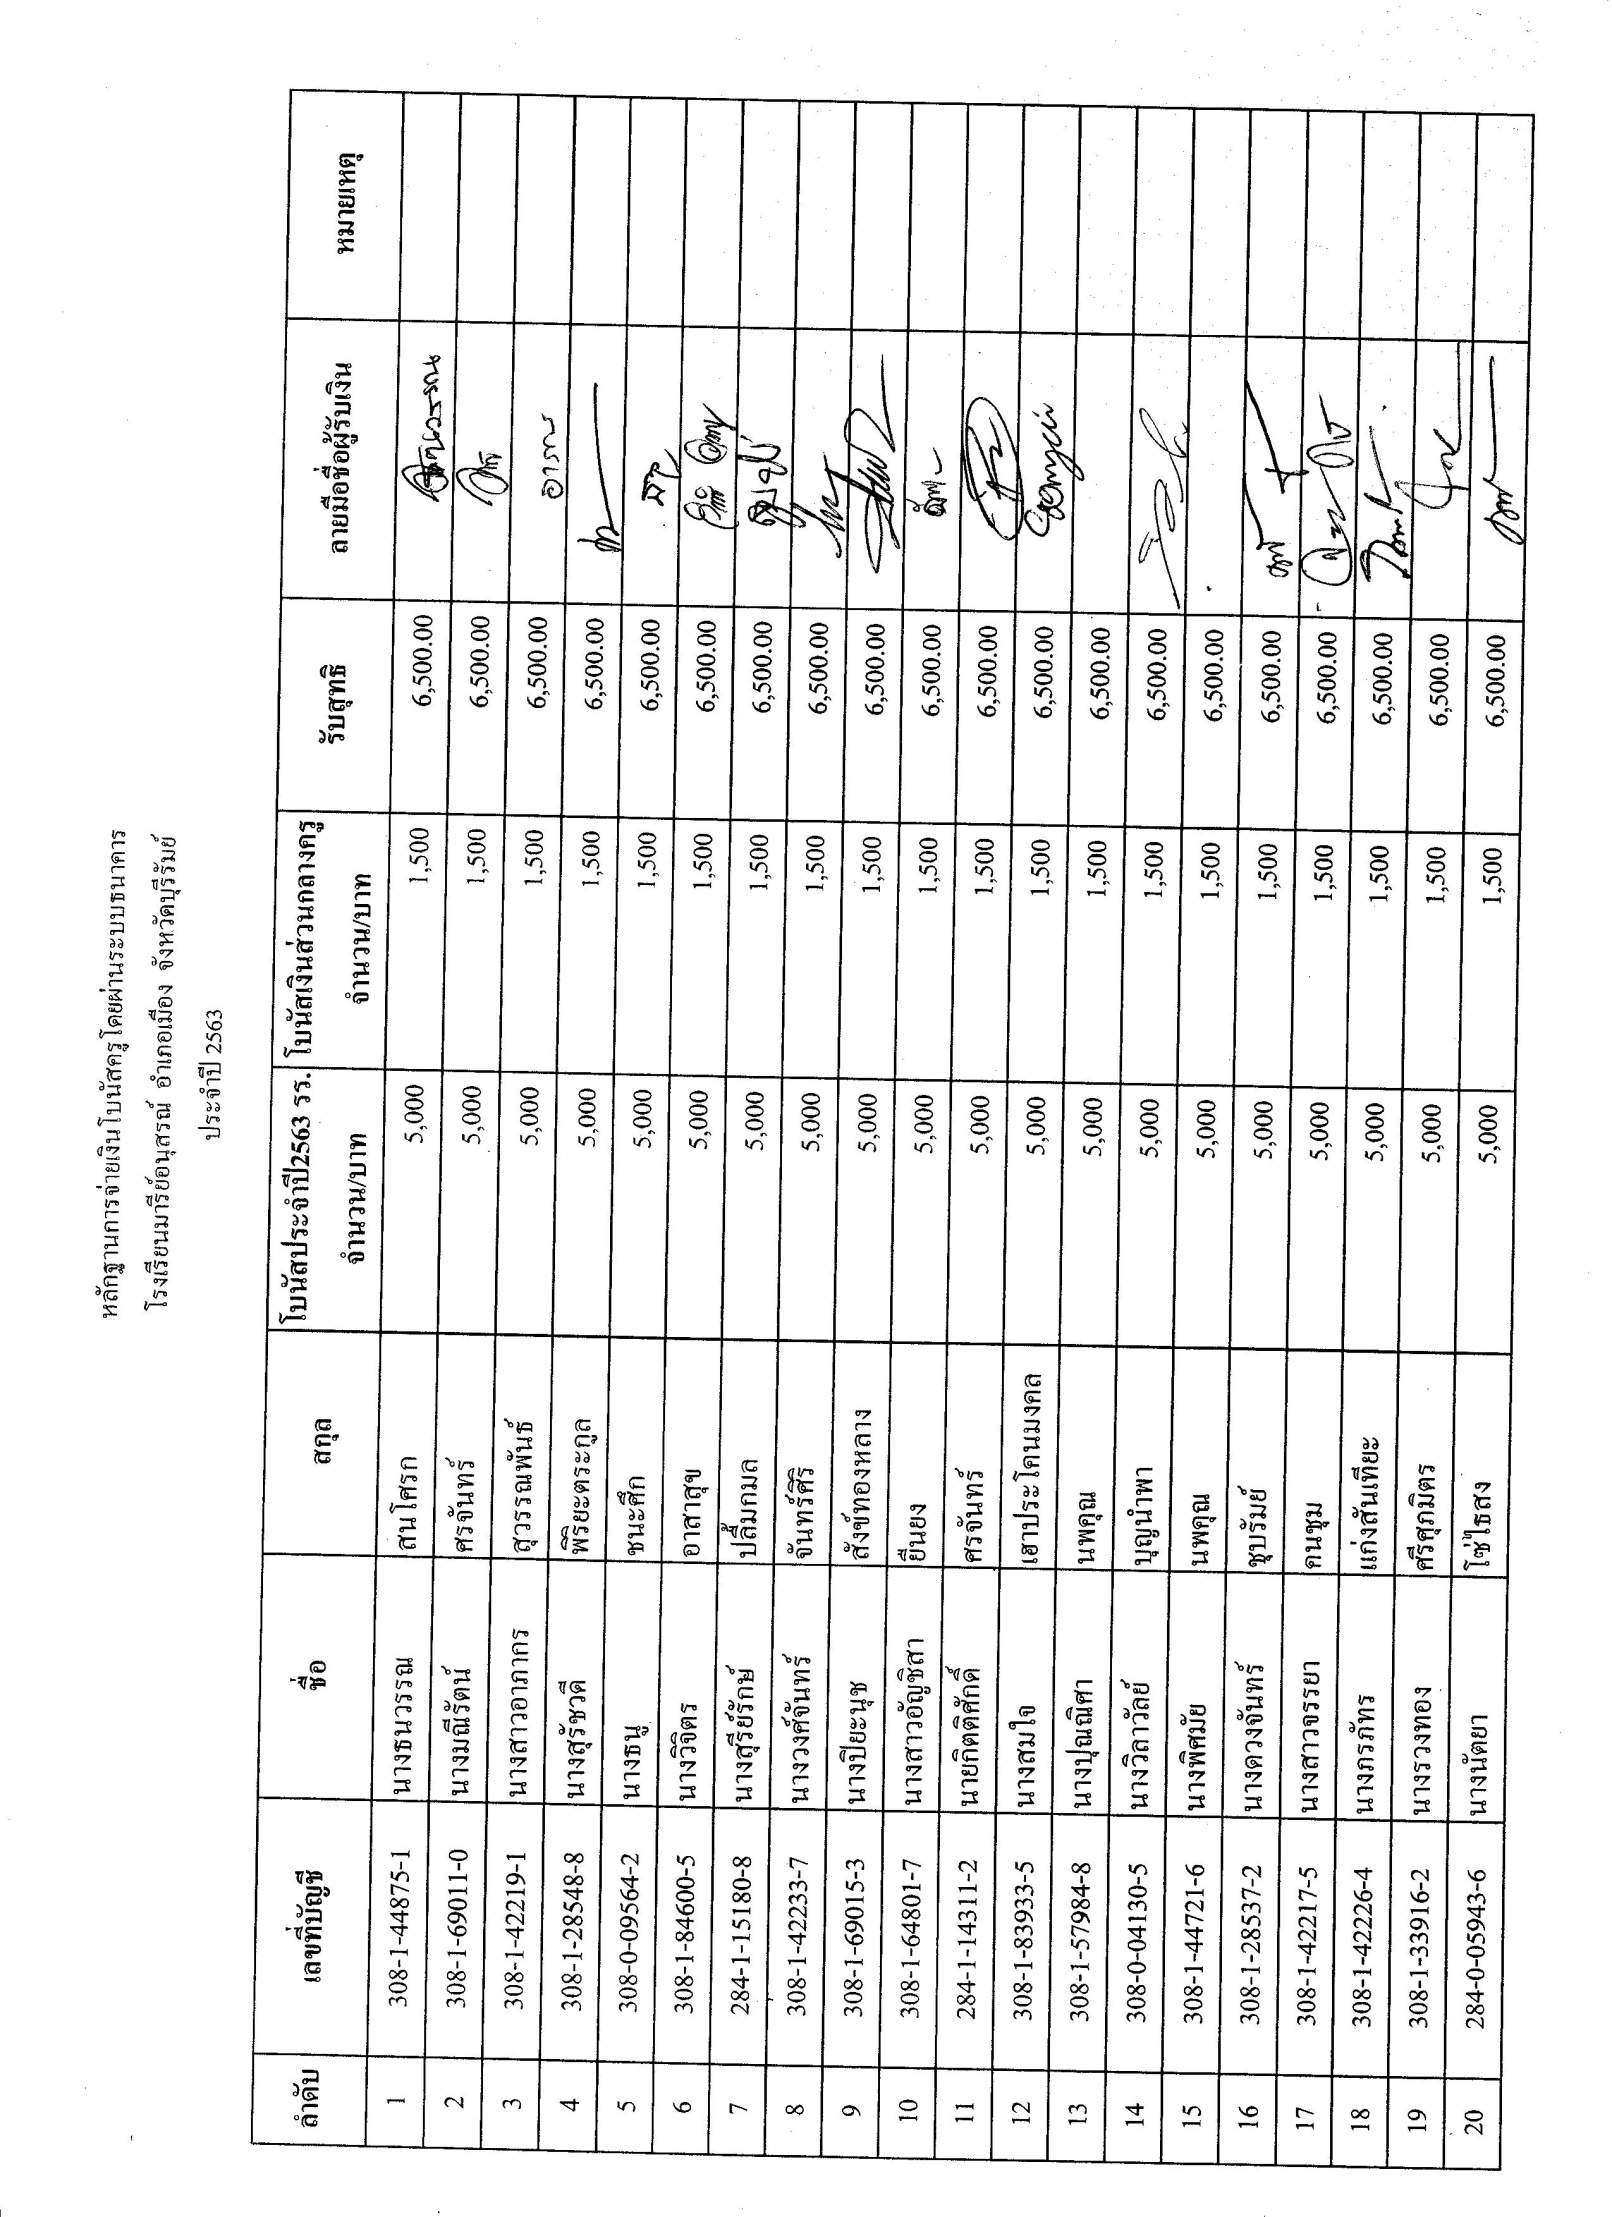 หลักฐานการจ่ายเงินโบนัสครูโดยผ่านระบบธนาคาร
โรงเรียนมารีย์อนุสรณ์ อำเภอเมือง จังหวัดบุรีรัมย์
ประจำปี 2563
ลำดับ เลขที่บัญชี ชื่อ สกุล โบนัสประจำปี2563 รร. โบนัสเงินส่วนกลางครู รับสุทธิ ลายมือชื่อผู้รับเงิน หมายเหตุ
จำนวน/บาท จำนวน/บาท
1 308-1-44875-1 นางธนวรรณ สนโศรก 5,000 1,500 6,500.00
2 308-1-69011-0 นางมณีรัตน์ ศรจันทร์ 5,000 1,500 6,500.00
3 308-1-42219-1 นางสาวอาภากร สุวรรณพันธ์ 5,000 1,500 6,500.00
4 308-1-28548-8 นางสุรัชวดี พิริยะตระกูล 5,000 1,500 6,500.00
5 308-0-09564-2 นางธนู ชนะศึก 5,000 1,500 6,500.00
6 308-1-84600-5 นางวิจิตร อาสาสุข 5,000 1,500 6,500.00
7 284-1-15180-8 นางสุรีย์รักษ์ ปลื้มกมล 5,000 1,500 6,500.00
8 308-1-42233-7 นางวงศ์จันทร์ จันทร์ศิริ 5,000 1,500 6,500.00
9 308-1-69015-3 นางปิยะนุช สังข์ทองหลาง 5,000 1,500 6,500.00
10 308-1-64801-7 นางสาวอัญชิสา ยืนยง 5,000 1,500 6,500.00
11 284-1-14311-2 นายกิตติศักดิ์ ศรจันทร์ 5,000 1,500 6,500.00
12 308-1-83933-5 นางสมใจ เฮาประโคนมงคล 5,000 1,500 6,500.00
13 308-1-57984-8 นางปุณณิศา นพคุณ 5,000 1,500 6,500.00
14 308-0-04130-5 นางวิลาวัลย์ บุญนำพา 5,000 1,500 6,500.00
15 308-1-44721-6 นางพิศมัย นพคุณ 5,000 1,500 6,500.00
16 308-1-28537-2 นางดวงจันทร์ ชุบรัมย์ 5,000 1,500 6,500.00
17 308-1-42217-5 นางสาวจรรยา คนชุม 5,000 1,500 6,500.00
18 308-1-42226-4 นางภรภัทร แก่งสันเทียะ 5,000 1,500 6,500.00
19 308-1-33916-2 นางรวงทอง ศรีศุภมิตร 5,000 1,500 6,500.00
20 284-0-05943-6 นางนัตยา โซ่ไธสง 5,000 1,500 6,500.00